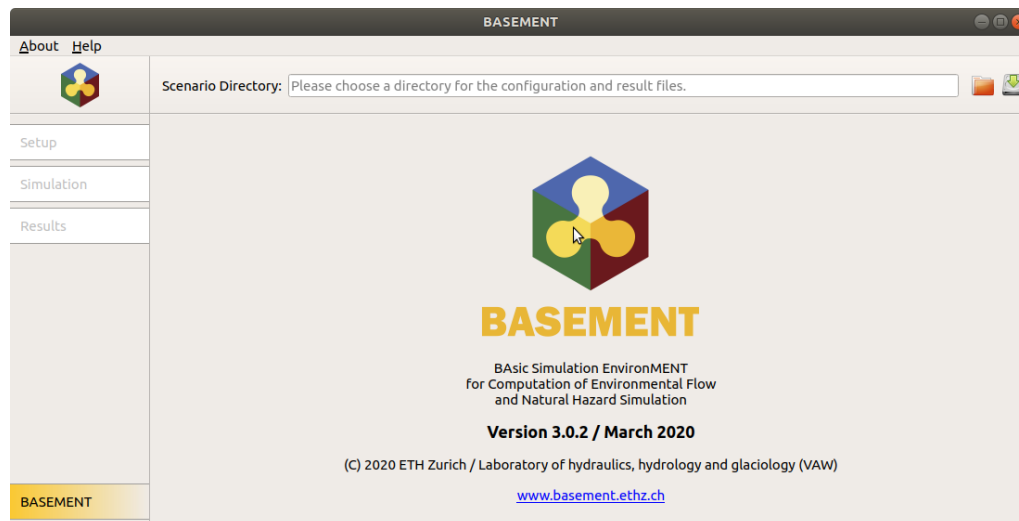 BASEMENT
About Help
Scenario Directory: Please choose a directory for the configuration and result files.
Setup
Simulation
Results
BASEMENT
BAsic Simulation EnvironMENT
for Computation of Environmental Flow
and Natural Hazard Simulation
Version 3.0.2 / March 2020
(C) 2020 ETH Zurich / Laboratory of hydraulics, hydrology and glaciology (VAW)
www.basement.ethz.ch
BASEMENT